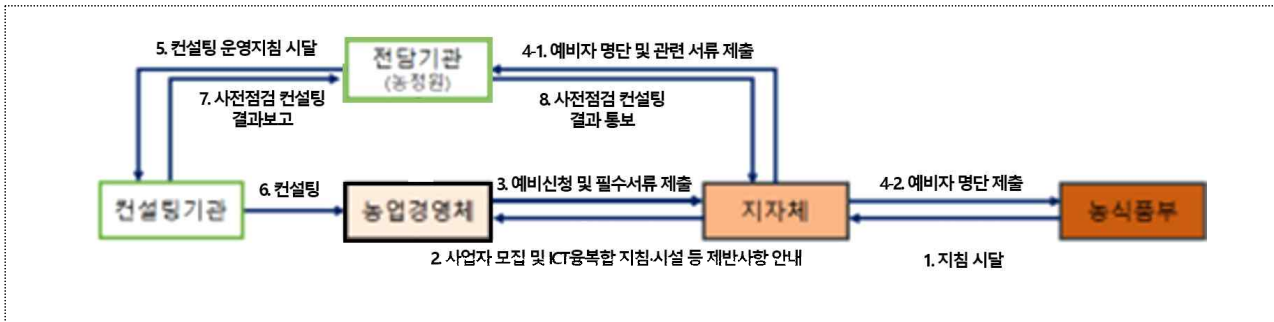 5. 컨설팅 운영지침 시달
전담기관
(농정원)
4-1. 예비자 명단 및 관련 서류 제출
7. 사전점검 컨설팅
결과보고
8. 사전점검 컨설팅
결과 통보
컨설팅기관
6. 컨설팅
농업경영체
3. 예비신청 및 필수서류 제출
지자체
4-2. 예비자 명단 제출
농식품부
2. 사업자 모집 및 ICT융복합 지침·시설 등 제반사항 안내
1. 지침 시달